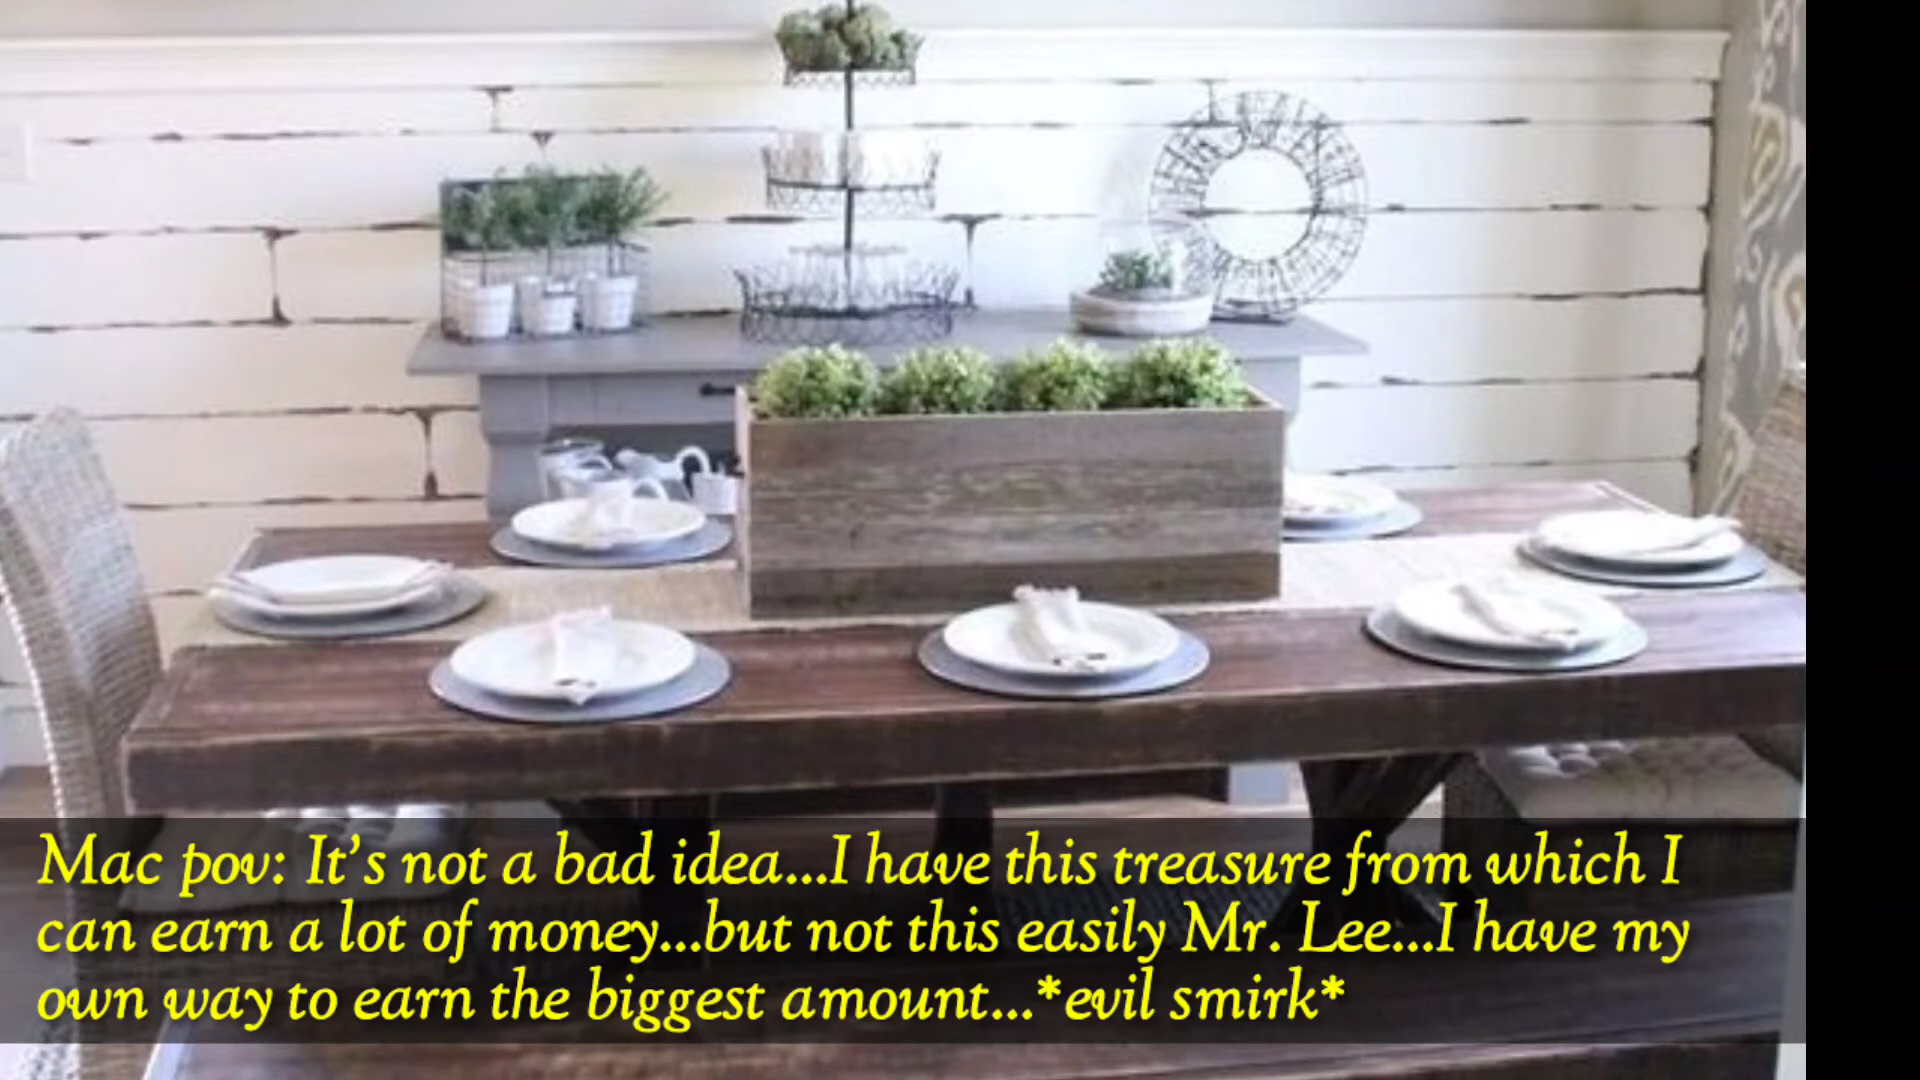 Mac pov: It's not a bad idea...I have this treasure from which I
can earn a lot of money...but not this easily Mr. Lee...I have my
own way to earn the biggest amount...*evil smirk*